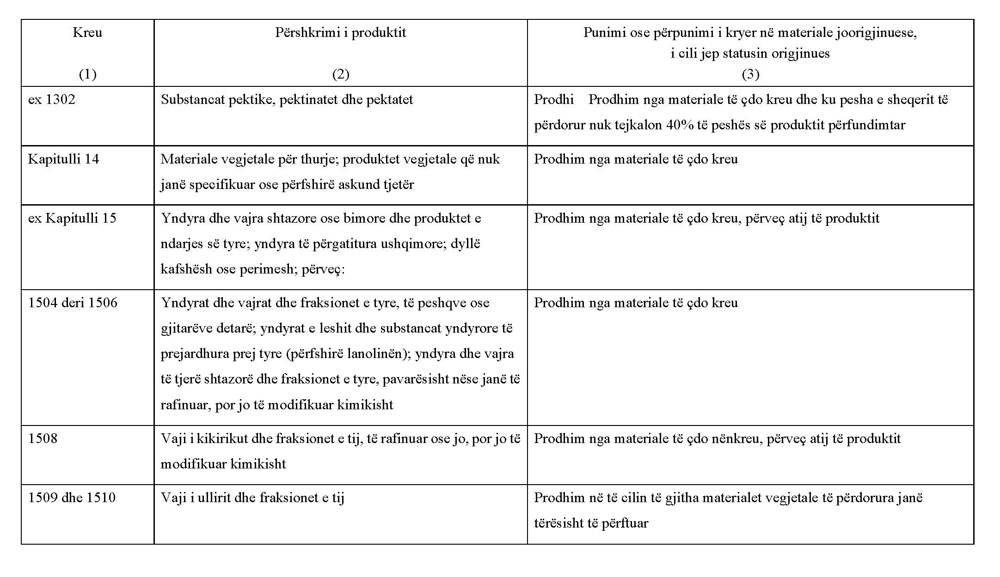 Kreu
(1)
Përshkrimi i produktit
(2)
Punimi ose përpunimi i kryer në materiale joorigjinuese,
i cili jep statusin origjinues
(3)
ex 1302
Substancat pektike, pektinatet dhe pektatet
Prodhi Prodhim nga materiale të çdo kreu dhe ku pesha e sheqerit të
përdorur nuk tejkalon 40% të peshës së produktit përfundimtar
Kapitulli 14
Materiale vegjetale për thurje; produktet vegjetale që nuk
janë specifikuar ose përfshirë askund tjetër
Prodhim nga materiale të çdo kreu
ex Kapitulli 15
Yndyra dhe vajra shtazore ose bimore dhe produktet e
ndarjes së tyre; yndyra të përgatitura ushqimore; dyllë
kafshësh ose perimesh; përveç:
Prodhim nga materiale të çdo kreu, përveç atij të produktit
1504 deri 1506
Yndyrat dhe vajrat dhe fraksionet e tyre, të peshqve ose
gjitarëve detarë; yndyrat e leshit dhe substancat yndyrore të
prejardhura prej tyre (përfshirë lanolinën); yndyra dhe vajra
të tjerë shtazorë dhe fraksionet e tyre, pavarësisht nëse janë të
rafinuar, por jo të modifikuar kimikisht
Prodhim nga materiale të çdo kreu
1508
Vaji i kikirikut dhe fraksionet e tij, të rafinuar ose jo, por jo të
modifikuar kimikisht
Prodhim nga materiale të çdo nënkreu, përveç atij të produktit
1509 dhe 1510
Vaji i ullirit dhe fraksionet e tij
Prodhim në të cilin të gjitha materialet vegjetale të përdorura janë
tërësisht të përftuar